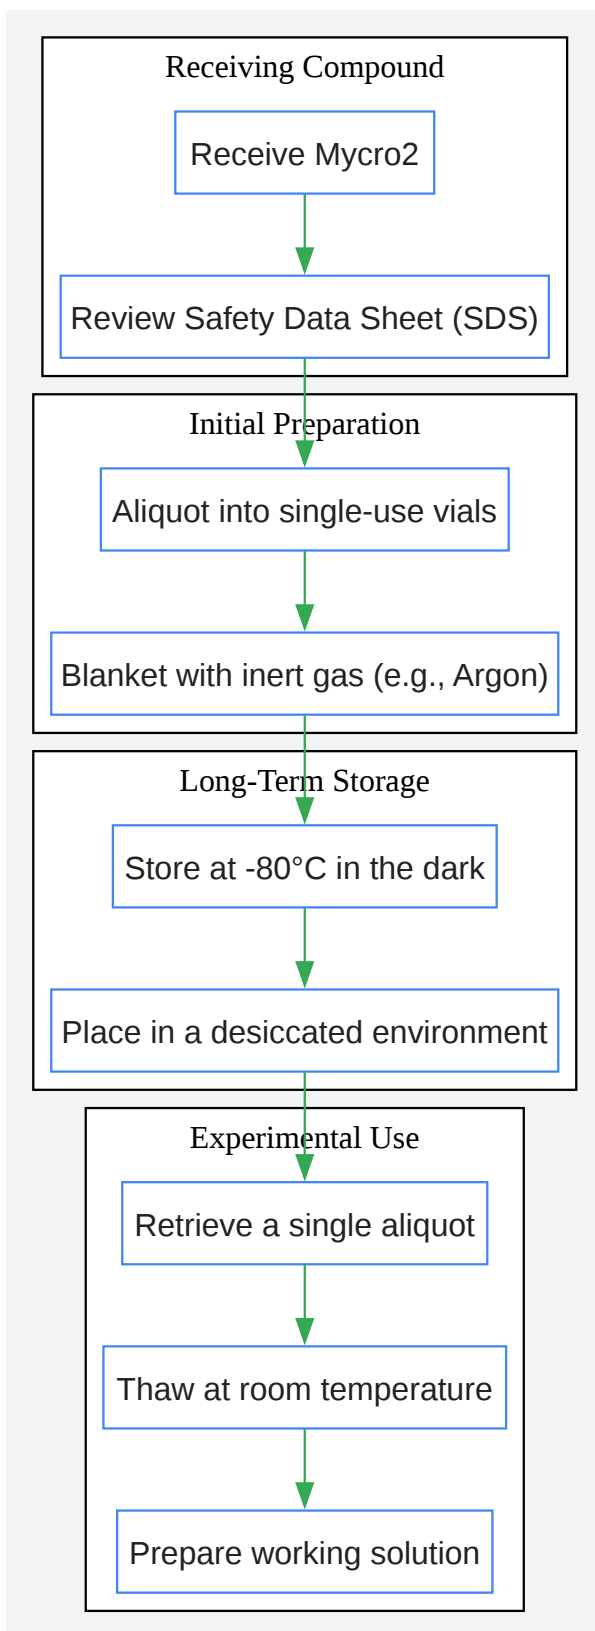 Receiving Compound
Receive Mycro2
Review Safety Data Sheet (SDS)
Initial Preparation
Aliquot into single-use vials
Blanket with inert gas (e.g., Argon)
Long-Term Storage
Store at -80°C in the dark
Place in a desiccated environment
Experimental Use
Retrieve a single aliquot
Thaw at room temperature
Prepare working solution